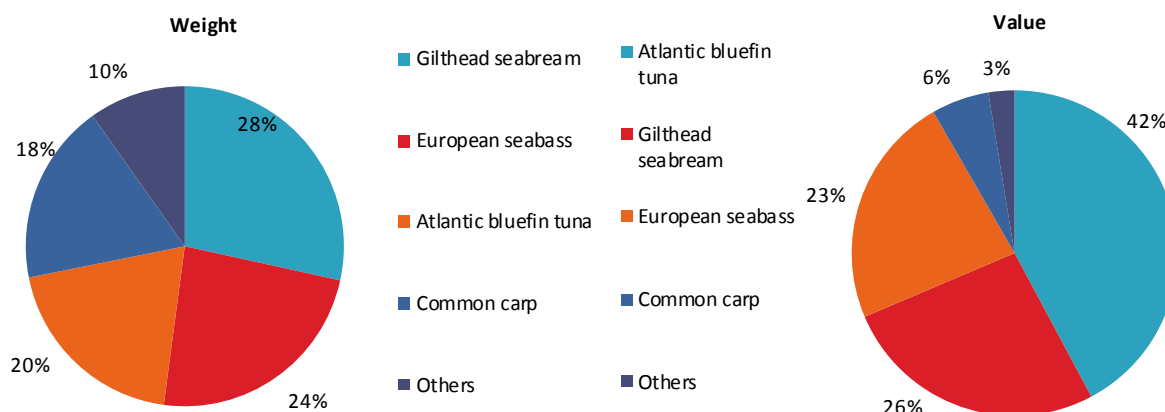 Weight
10%
28%
18%
20%
24%
Gilthead seabream
European seabass
Atlantic bluefin tuna
Common carp
Others
Atlantic bluefin
tuna
Gilthead
seabream
European seabass
Common carp
Others
Value
3%
6%
42%
23%
26%